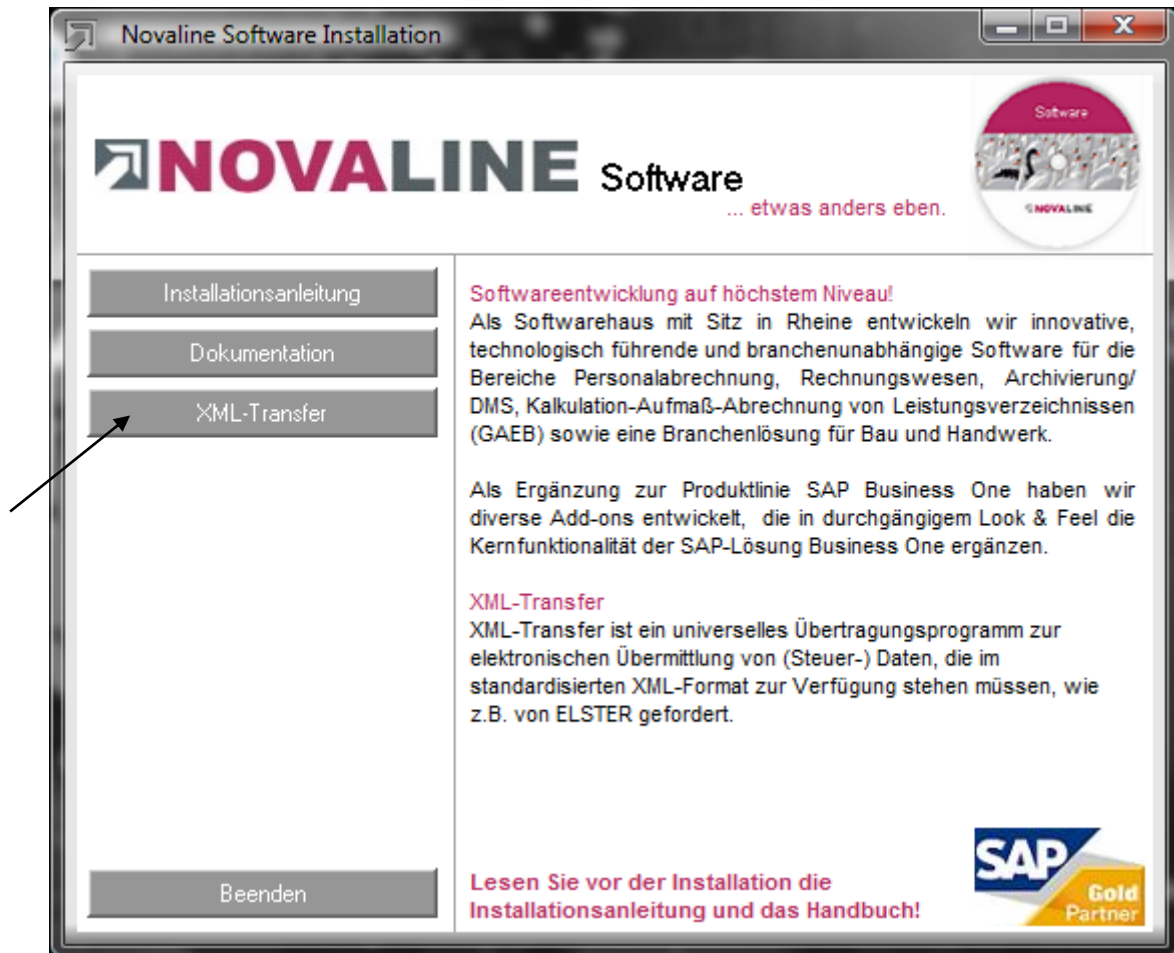 Novaline Software Installation
NOVALINE Software
... etwas anders eben.
Software
NOVALINE
Installationsanleitung
Dokumentation
XML-Transfer
Beenden
Softwareentwicklung auf höchstem Niveau!
Als Softwarehaus mit Sitz in Rheine entwickeln wir innovative,
technologisch führende und branchenunabhängige Software für die
Bereiche Personalabrechnung, Rechnungswesen, Archivierung/
DMS, Kalkulation-Aufmaß-Abrechnung von Leistungsverzeichnissen
(GAEB) sowie eine Branchenlösung für Bau und Handwerk.
Als Ergänzung zur Produktlinie SAP Business One haben wir
diverse Add-ons entwickelt, die in durchgängigem Look & Feel die
Kernfunktionalität der SAP-Lösung Business One ergänzen.
XML-Transfer
XML-Transfer ist ein universelles Übertragungsprogramm zur
elektronischen Übermittlung von (Steuer-) Daten, die im
standardisierten XML-Format zur Verfügung stehen müssen, wie
z.B. von ELSTER gefordert.
Lesen Sie vor der Installation die
Installationsanleitung und das Handbuch!
SAP
Gold
Partner